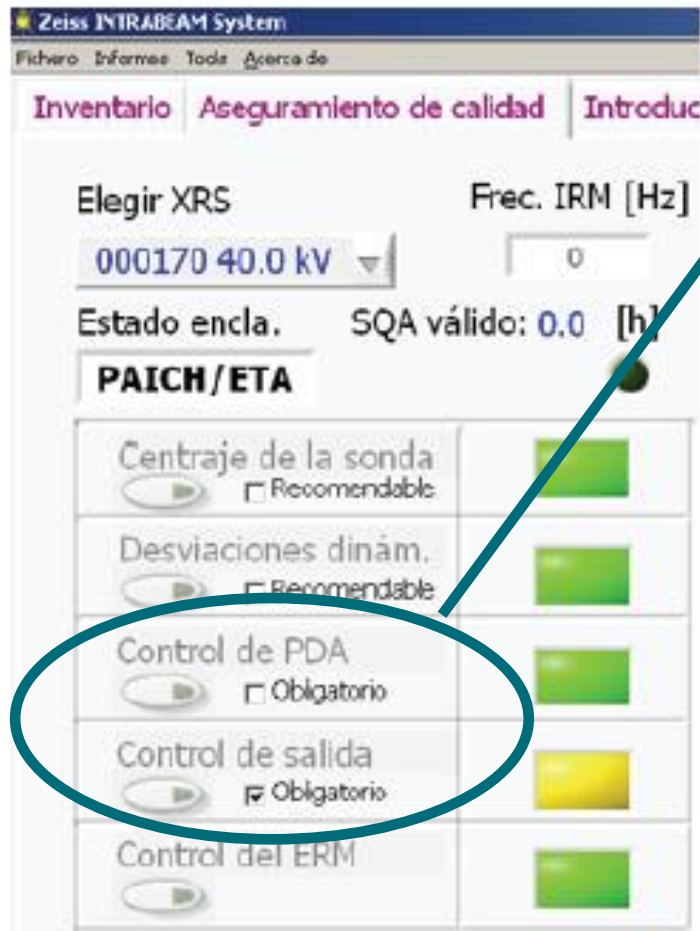 Zeiss INTRABEAM System
Fichero Informes Tools Acerca de
Inventario Aseguramiento de calidad Introduc
Elegir XRS Frec. IRM [Hz]
000170 40.0 kV 0
Estado encla. SQA válido: 0.0 [h]
PAICH/ETA
Centraje de la sonda
Recomendable
Desviaciones dinám.
Recomendable
Control de PDA
Obligatorio
Control de salida
Obligatorio
Control del ERM